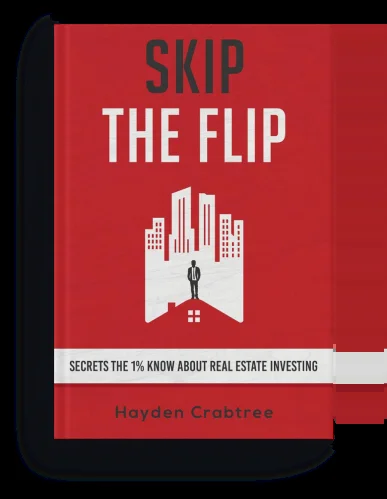 SKIP
THE FLIP
SECRETS THE 1% KNOW ABOUT REAL ESTATE INVESTING
Hayden Crabtree